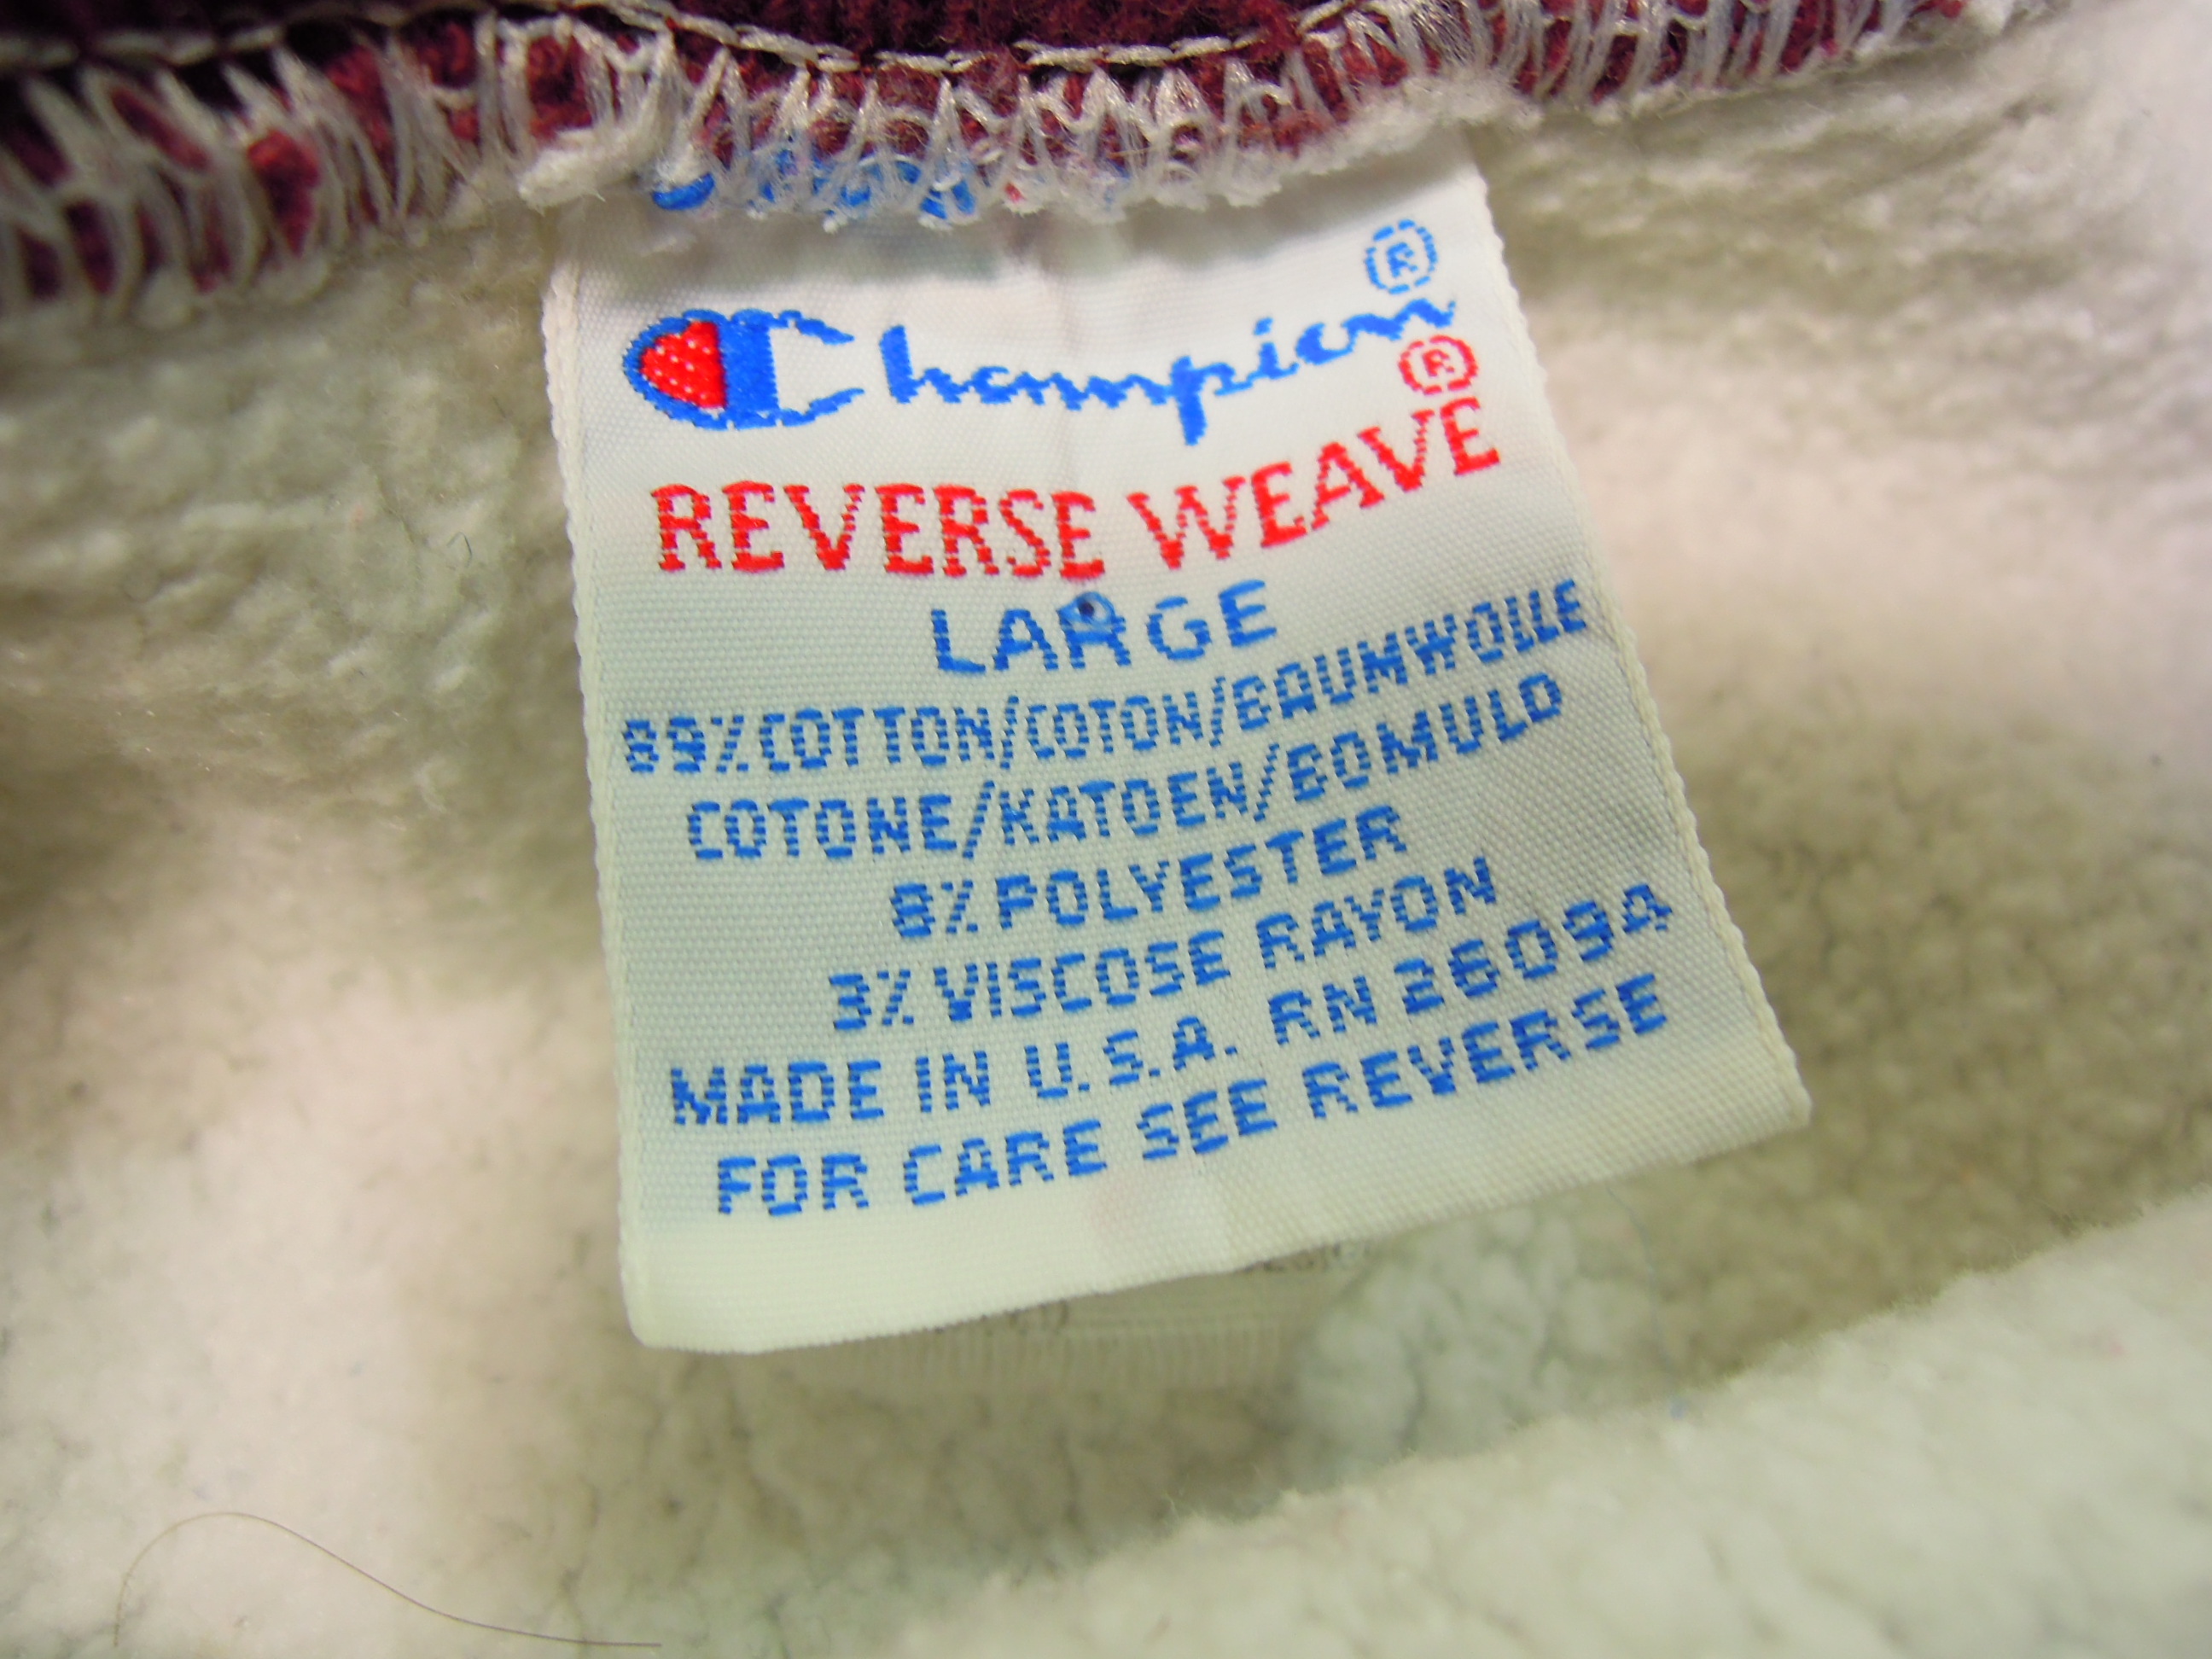 Champion®
REVERSE WEAVE®
LARGE
89% COTTON/COTON/BAUMWOLLE
COTONE/KATOEN/BOMULD
8% POLYESTER
3% VISCOSE RAYON
MADE IN U.S.A. RN 26094
FOR CARE SEE REVERSE